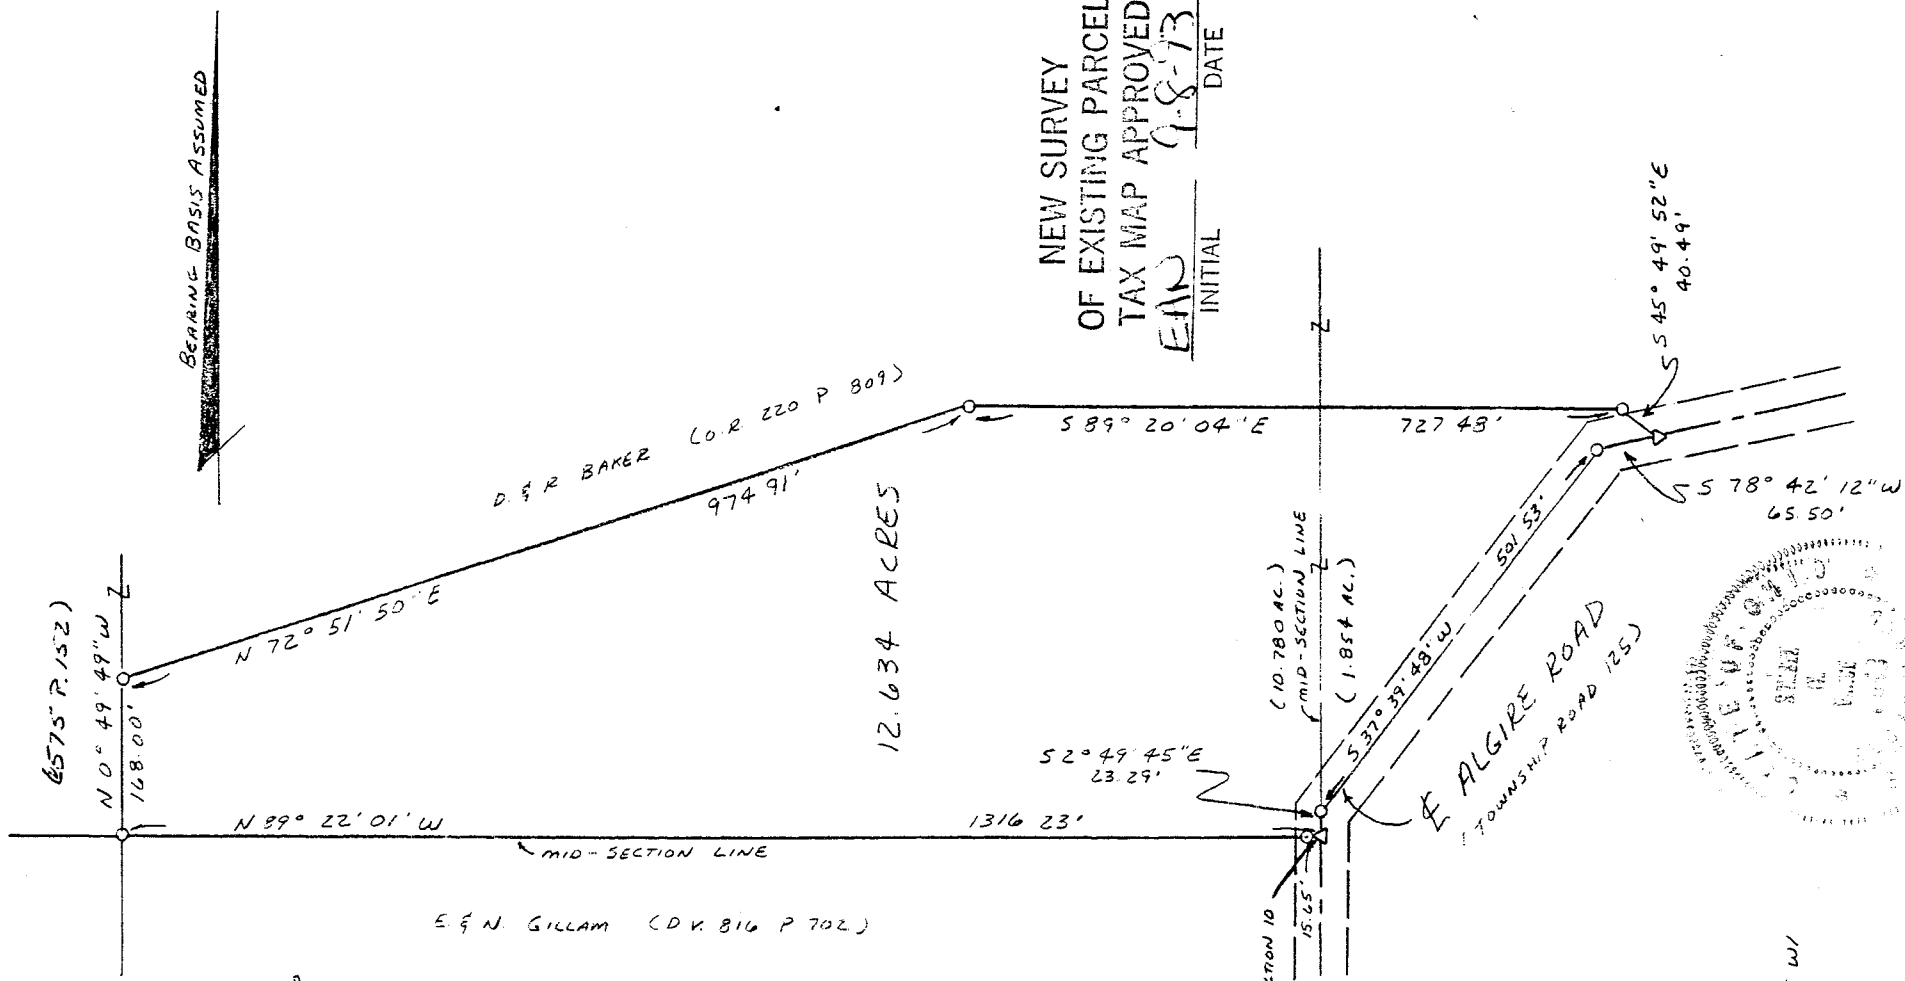 BEARING BASIS ASSUMED
NEW SURVEY
OF EXISTING PARCEL
TAX MAP APPROVED
INITIAL
DATE
S 45° 49' 52" E
40.49'
D. & R BAKER (O.R. 220 P 809)
N 72° 51' 50" E
974 91'
S 89° 20' 04" E
727 48'
S 78° 42' 12" W
65.50'
12.634 ACRES
(10.780 AC.)
MID-SECTION LINE
(1.854 AC.)
501 53'
S 37° 39' 48" W
℄ ALGIRE ROAD
(TOWNSHIP ROAD 125)
575 P. 152)
N 0° 49' 49" W
168.00'
S 2° 49' 45" E
23.29'
N 89° 22' 01' W
1316 23'
MID-SECTION LINE
E. & N. GILLAM (D V. 816 P 702)
15.65'
CTION 10